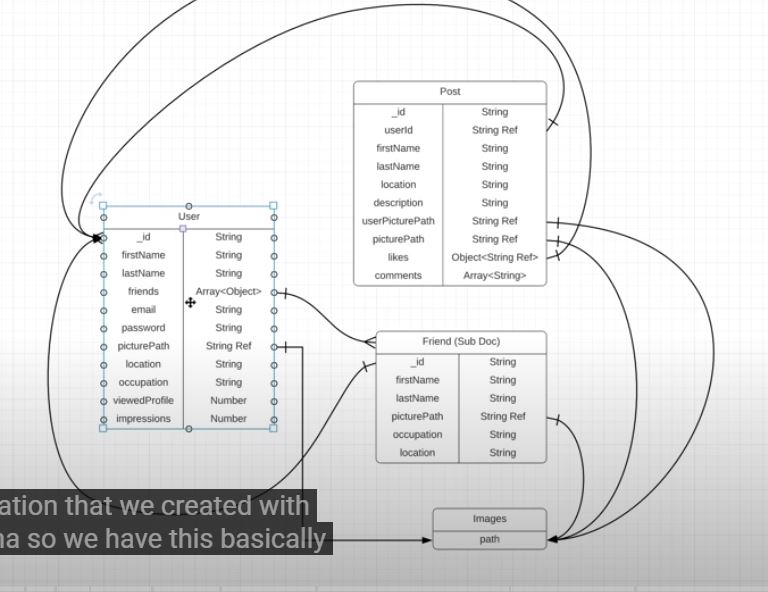 Post
_id String
userId String Ref
firstName String
lastName String
location String
description String
userPicturePath String Ref
picturePath String Ref
likes Object<String Ref>
comments Array<String>
User
_id String
firstName String
lastName String
friends Array<Object>
email String
password String
picturePath String Ref
location String
occupation String
viewedProfile Number
impressions Number
Friend (Sub Doc)
_id String
firstName String
lastName String
picturePath String Ref
occupation String
location String
Images
path
ation that we created with
na so we have this basically